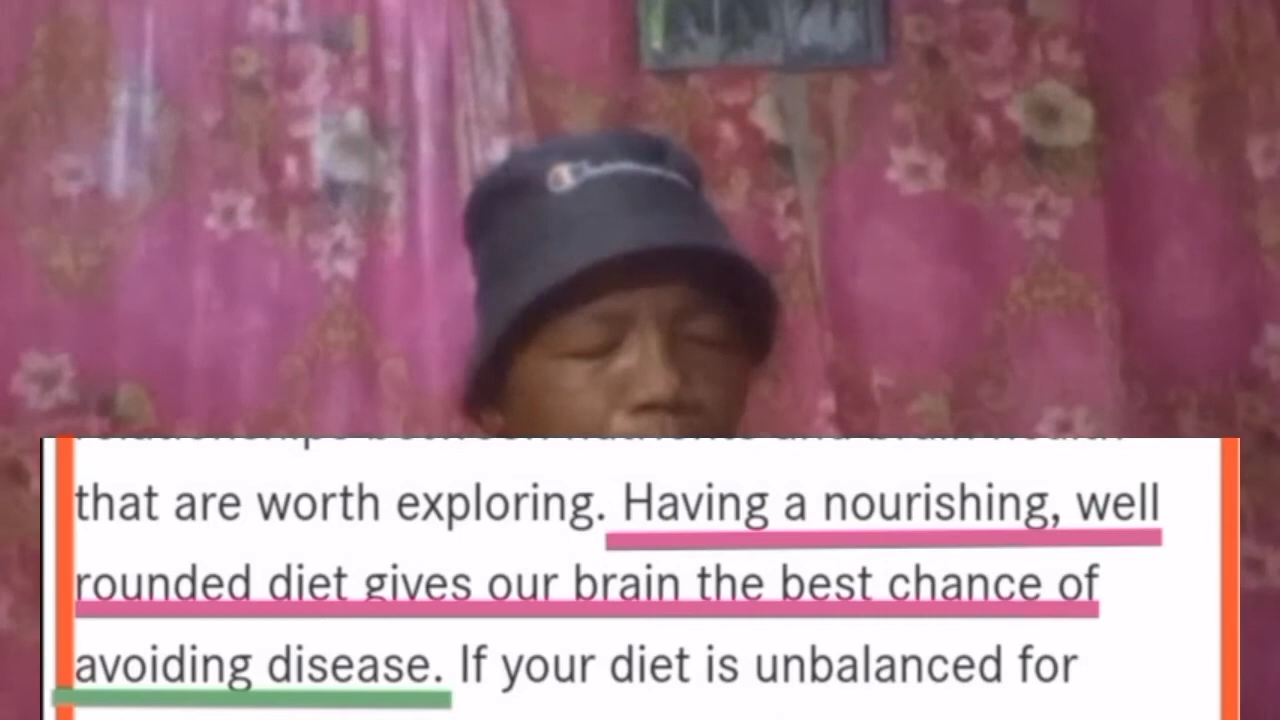 that are worth exploring. Having a nourishing, well
rounded diet gives our brain the best chance of
avoiding disease. If your diet is unbalanced for